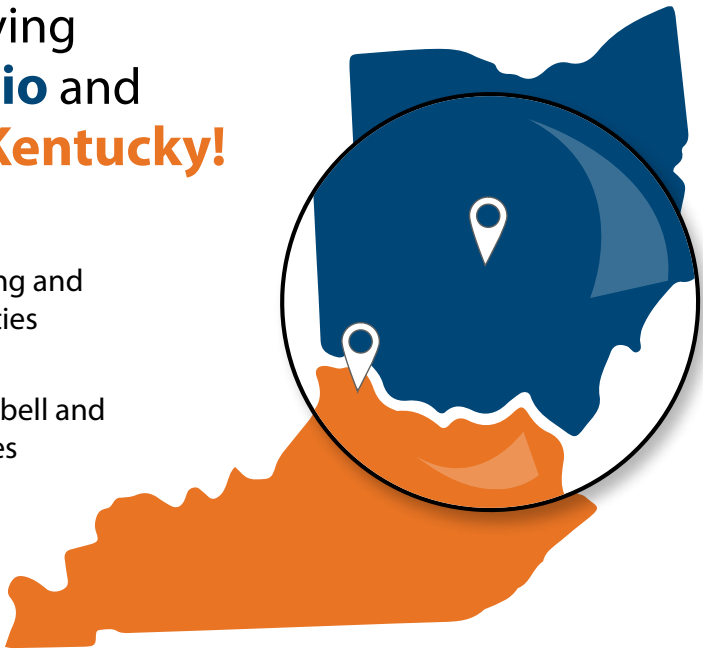 ving
io and
Kentucky!
ng and
ties
bell and
es